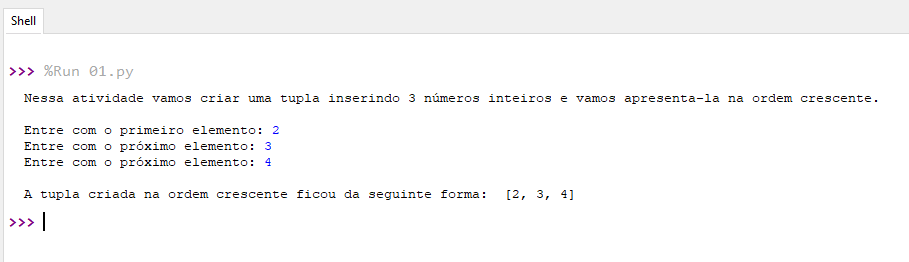 Shell
>>> %Run 01.py
Nessa atividade vamos criar uma tupla inserindo 3 números inteiros e vamos apresenta-la na ordem crescente.
Entre com o primeiro elemento: 2
Entre com o próximo elemento: 3
Entre com o próximo elemento: 4
A tupla criada na ordem crescente ficou da seguinte forma:  [2, 3, 4]
>>>